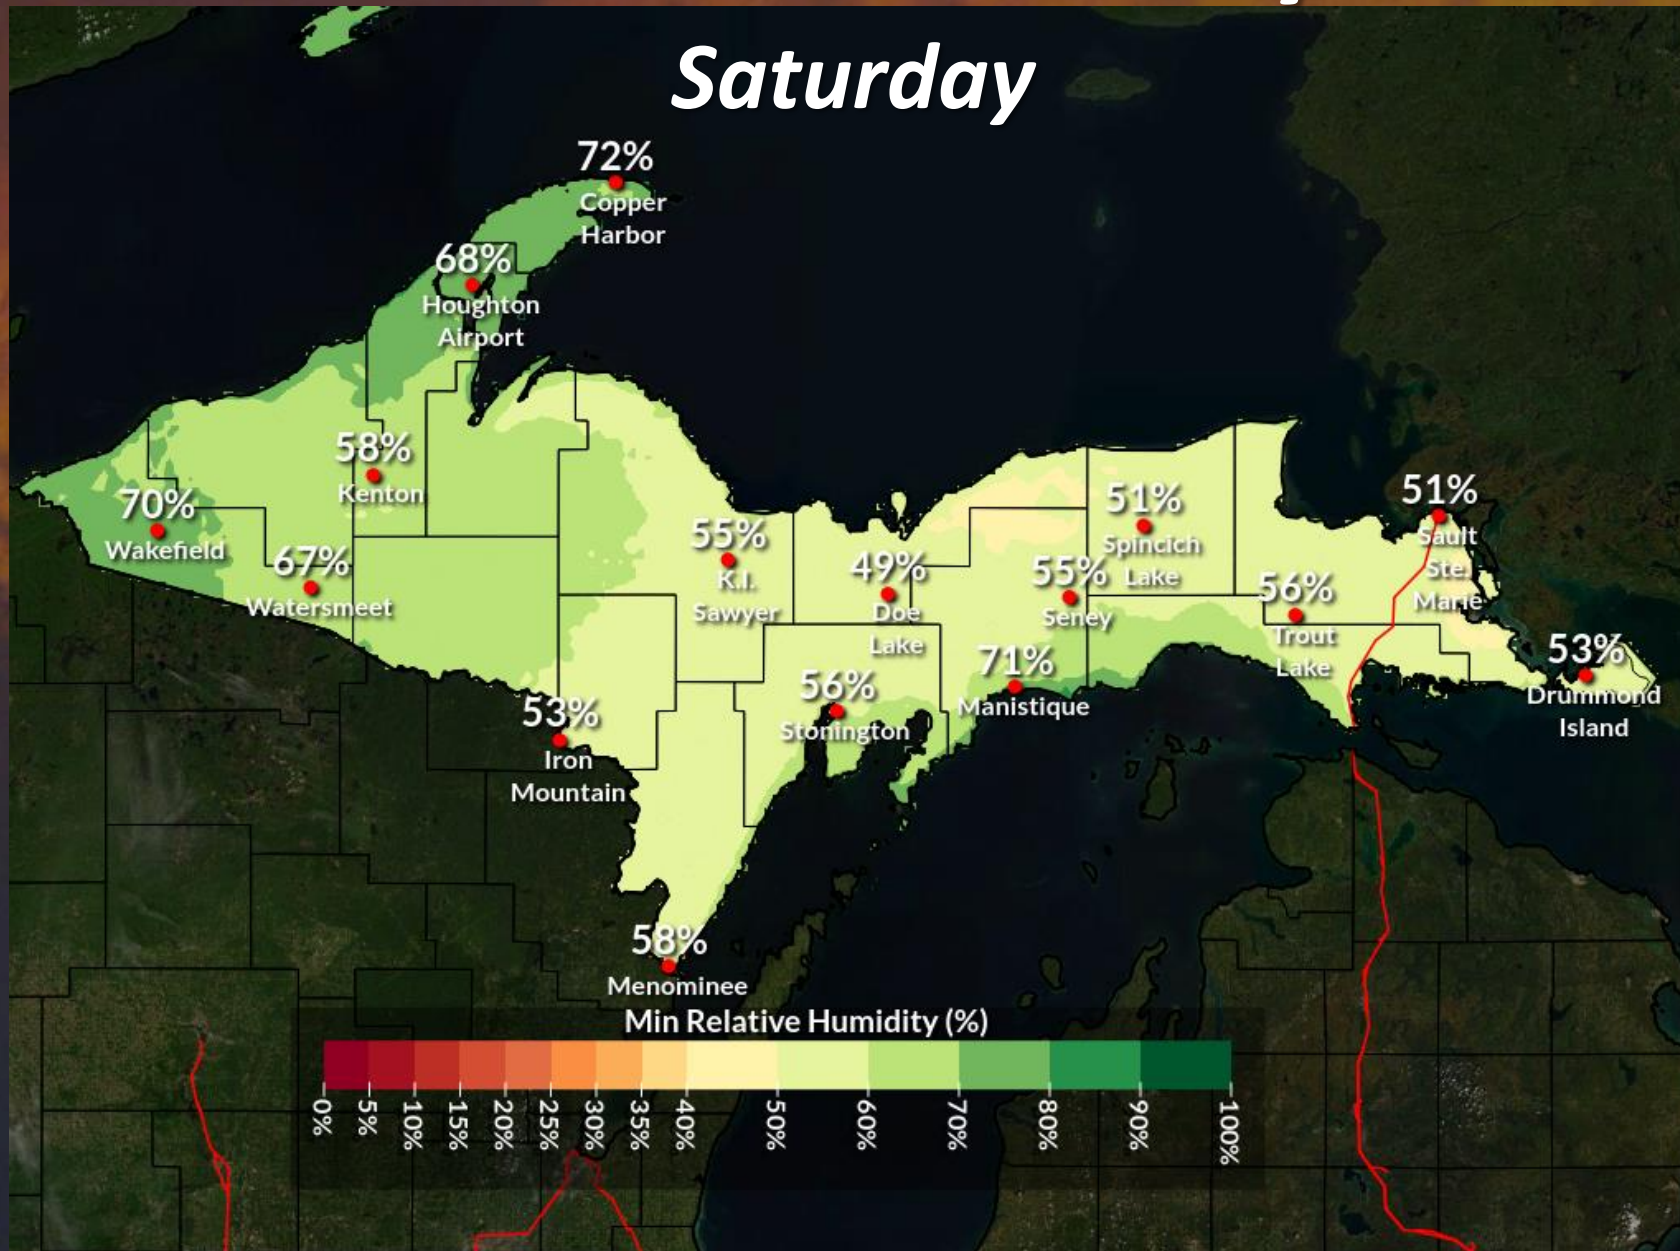 Saturday
72%
Copper
Harbor
68%
Houghton
Airport
58%
Kenton
70%
Wakefield
67%
Watersmeet
55%
K.I.
Sawyer
49%
Doe
Lake
55%
Seney
51%
Spincich
Lake
51%
Sault
Ste.
Marie
56%
Trout
Lake
53%
Drummond
Island
71%
Manistique
56%
Stonington
53%
Iron
Mountain
58%
Menominee
Min Relative Humidity (%)
0%
5%
10%
15%
20%
25%
30%
35%
40%
50%
60%
70%
80%
90%
100%